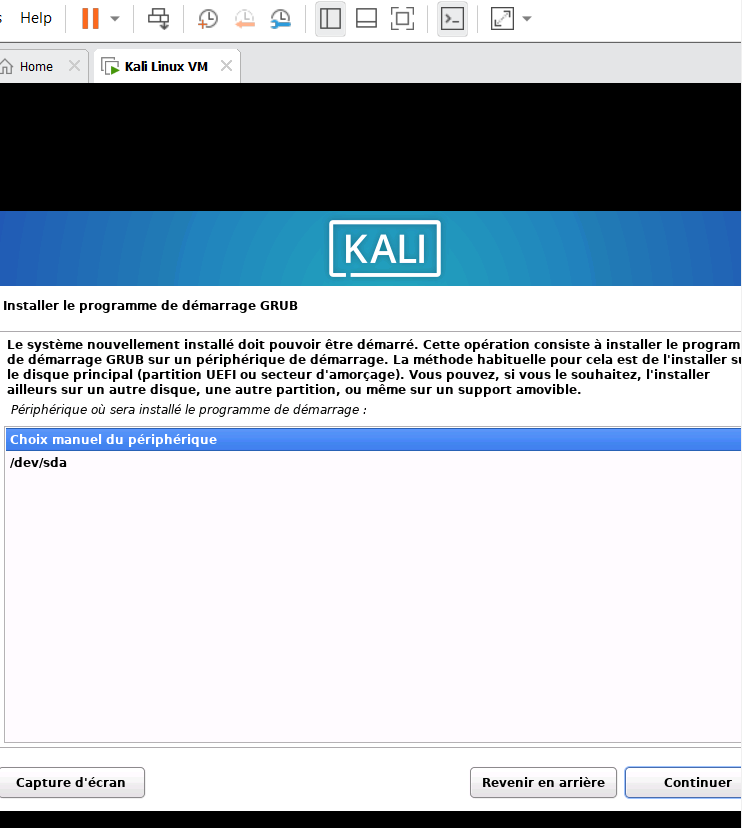 Help
Home
Kali Linux VM
KALI
Installer le programme de démarrage GRUB
Le système nouvellement installé doit pouvoir être démarré. Cette opération consiste à installer le program
de démarrage GRUB sur un périphérique de démarrage. La méthode habituelle pour cela est de l'installer su
le disque principal (partition UEFI ou secteur d'amorçage). Vous pouvez, si vous le souhaitez, l'installer
ailleurs sur un autre disque, une autre partition, ou même sur un support amovible.
Périphérique où sera installé le programme de démarrage :
Choix manuel du périphérique
/dev/sda
Capture d'écran
Revenir en arrière
Continuer